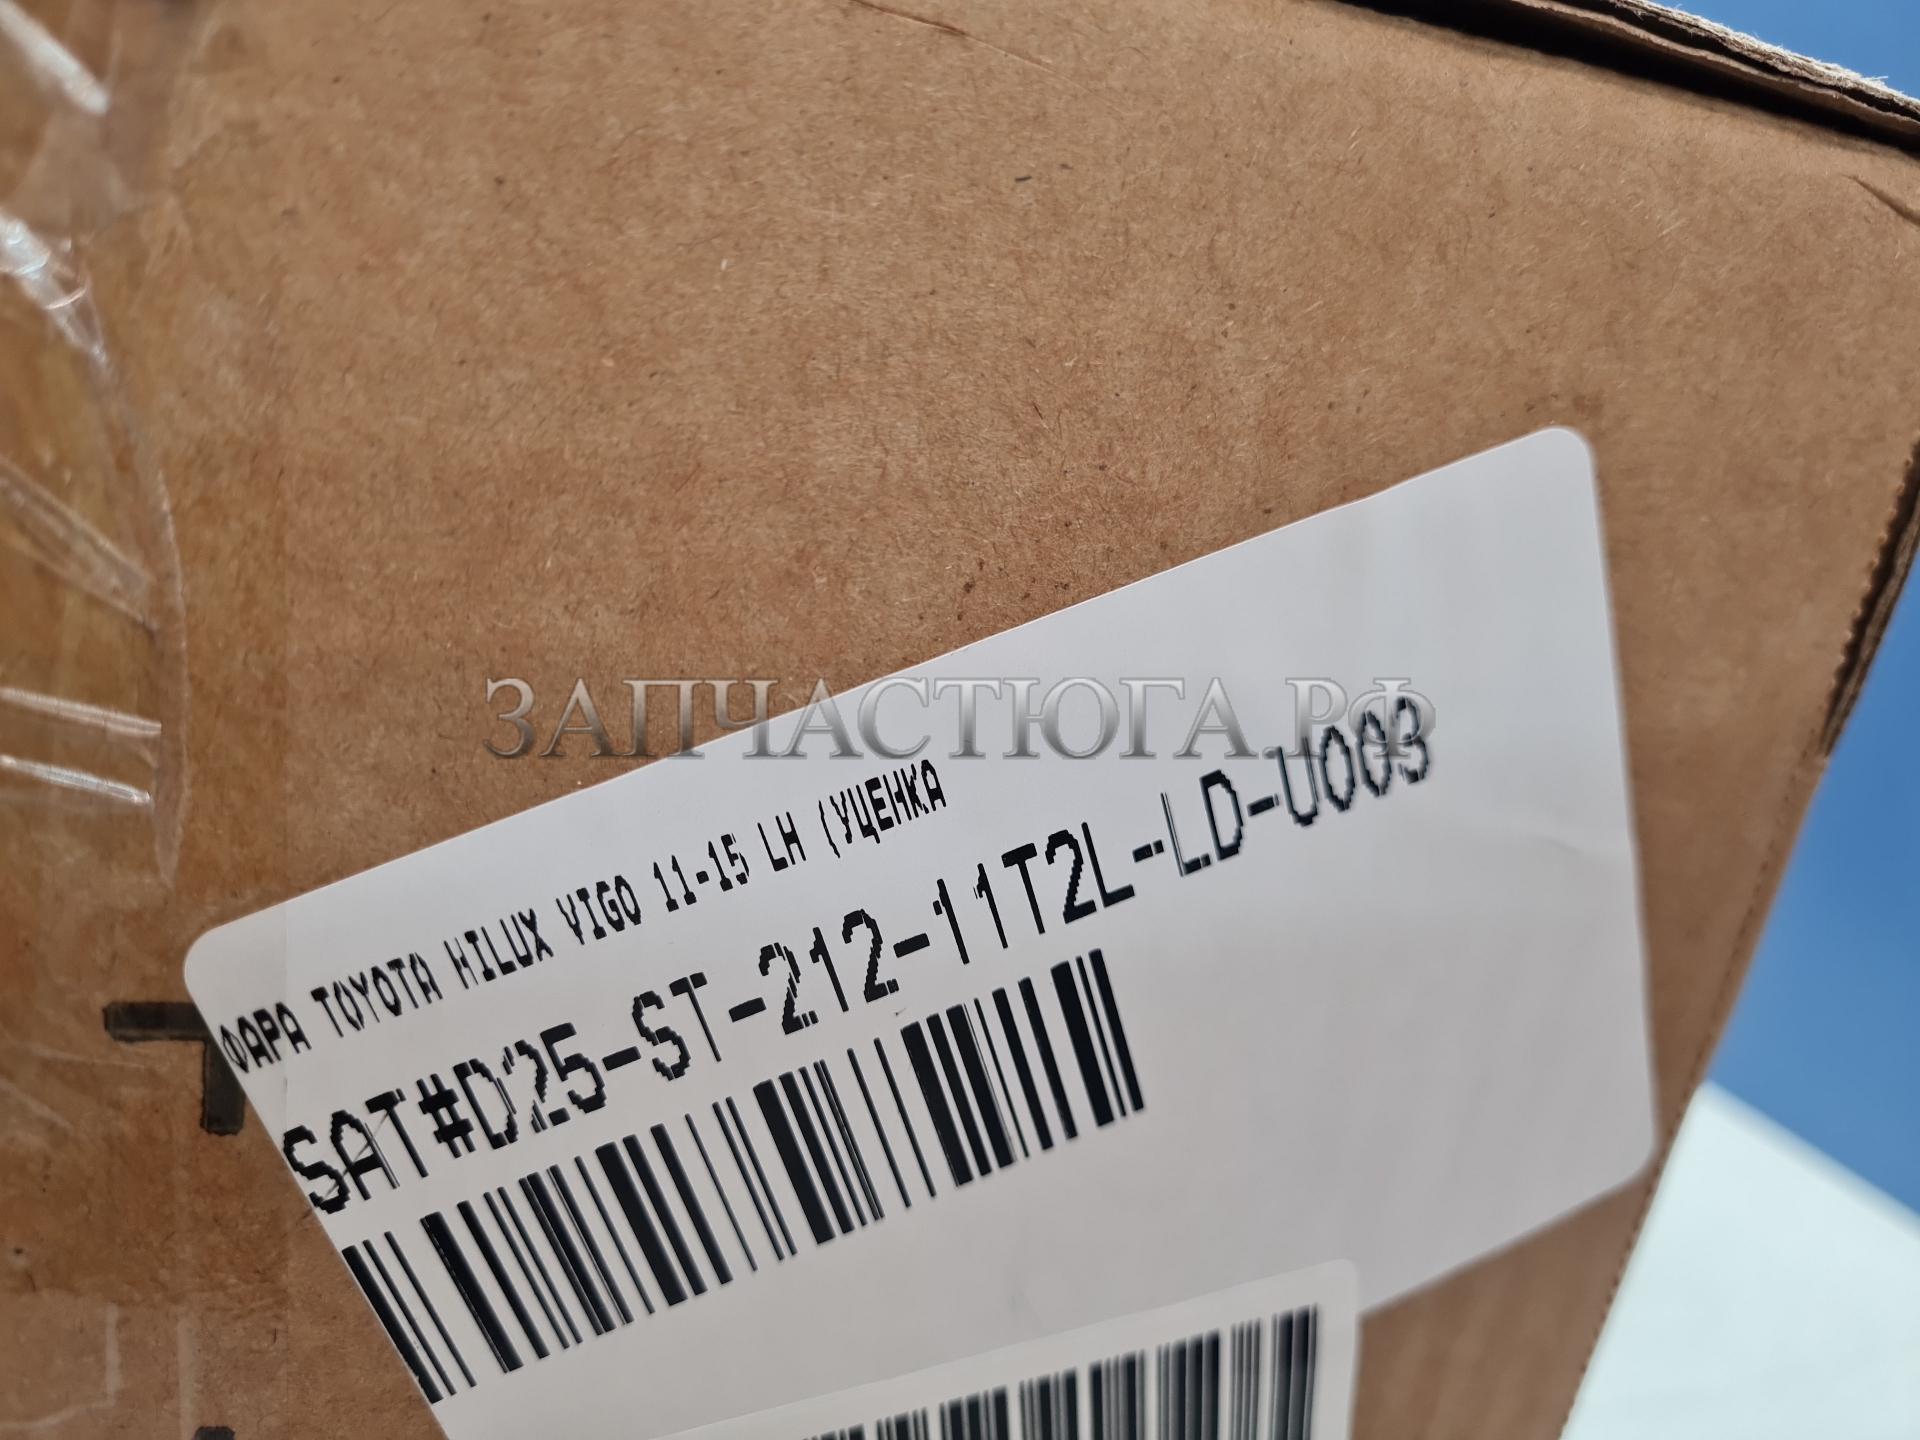 ЗАПЧАСТЮГА.РФ
ФАРА TOYOTA HILUX VIGO 11-15 LH (УЦЕНКА
SAT#D25-ST-212-11T2L-LD-U003